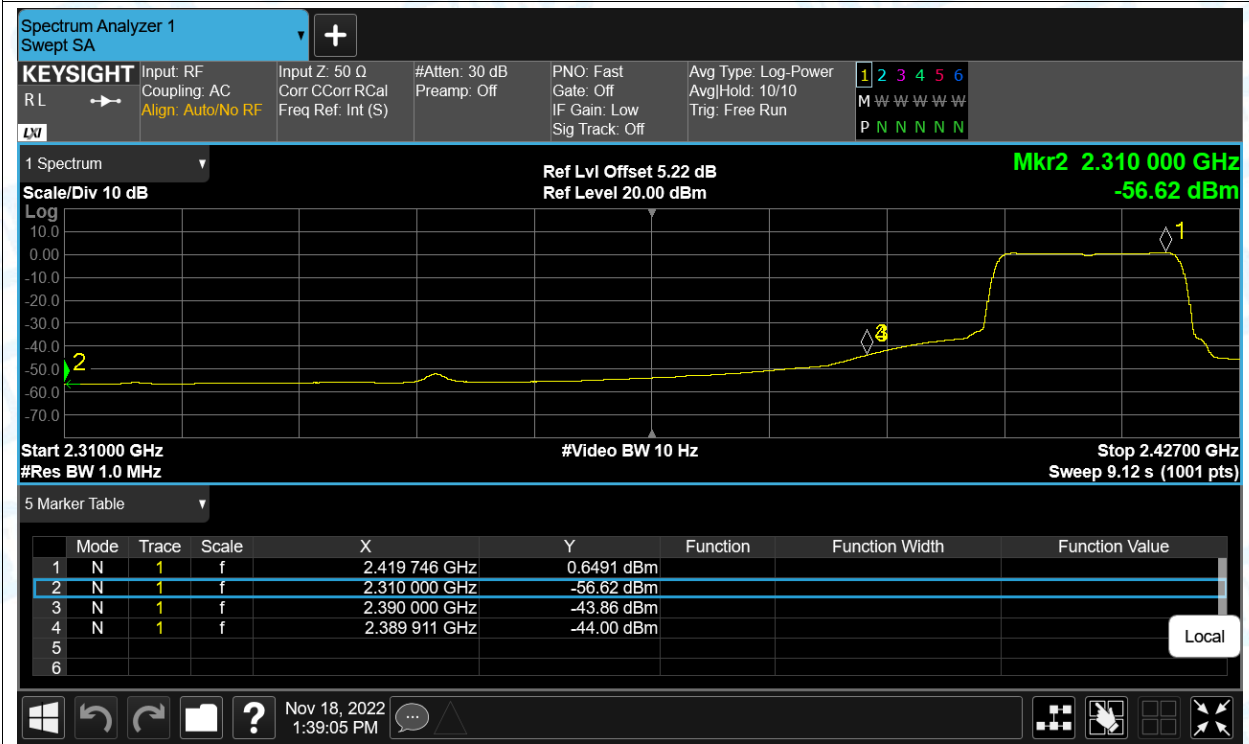 Spectrum Analyzer 1
Swept SA
+
KEYSIGHT Input: RF Input Z: 50 Ω #Atten: 30 dB PNO: Fast Avg Type: Log-Power 1 2 3 4 5 6
R L Coupling: AC Corr CCorr RCal Preamp: Off Gate: Off Avg|Hold: 10/10 M W W W W W W
Align: Auto/No RF Freq Ref: Int (S) IF Gain: Low Trig: Free Run
LXI Sig Track: Off P N N N N N
1 Spectrum
Ref Lvl Offset 5.22 dB Mkr2 2.310 000 GHz
Scale/Div 10 dB Ref Level 20.00 dBm -56.62 dBm
Log
10.0 1
0.00
-10.0
-20.0
-30.0
-40.0
-50.0 2
-60.0
-70.0
Start 2.31000 GHz #Video BW 10 Hz Stop 2.42700 GHz
#Res BW 1.0 MHz Sweep 9.12 s (1001 pts)
5 Marker Table
Mode Trace Scale X Y Function Function Width Function Value
1 N 1 f 2.419 746 GHz 0.6491 dBm
2 N 1 f 2.310 000 GHz -56.62 dBm
3 N 1 f 2.390 000 GHz -43.86 dBm
4 N 1 f 2.389 911 GHz -44.00 dBm
5
6
Local
? Nov 18, 2022
1:39:05 PM